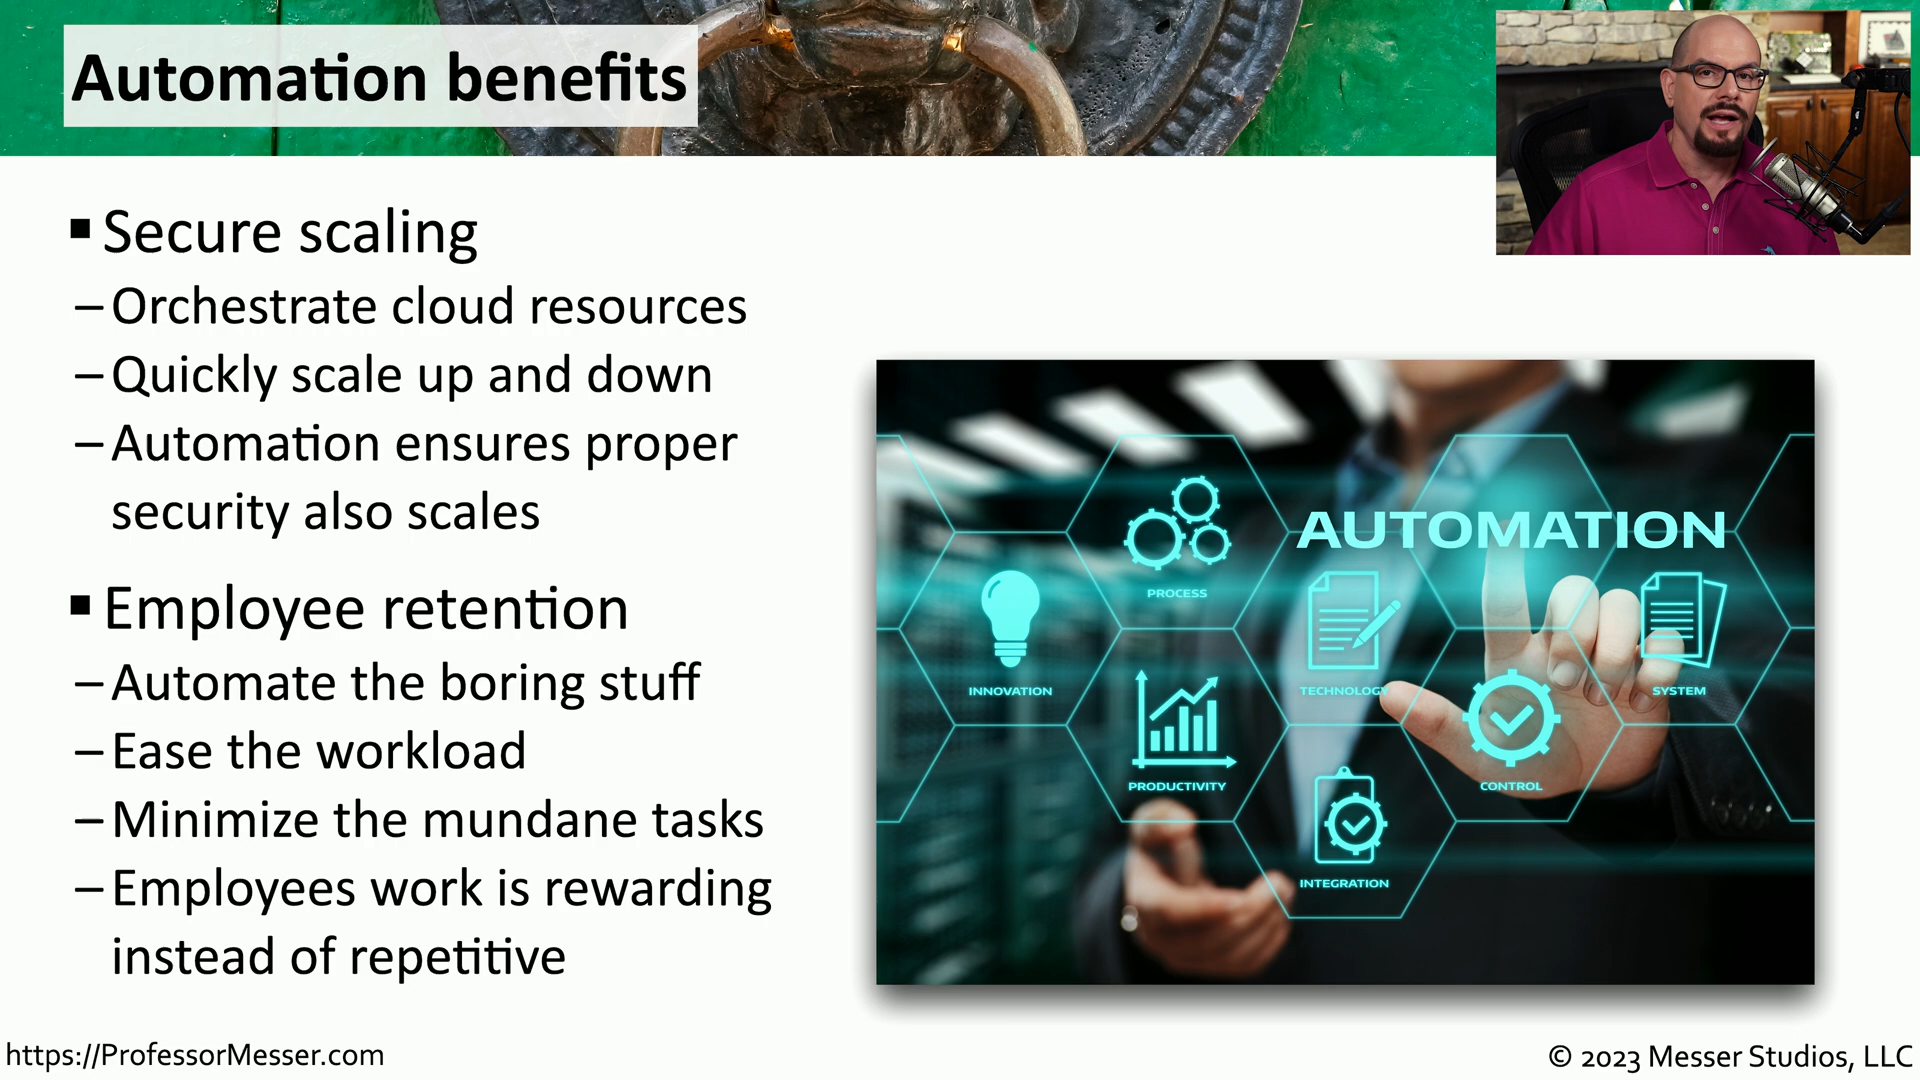 Automation benefits
▪ Secure scaling
– Orchestrate cloud resources
– Quickly scale up and down
– Automation ensures proper
security also scales
▪ Employee retention
– Automate the boring stuff
– Ease the workload
– Minimize the mundane tasks
– Employees work is rewarding
instead of repetitive
AUTOMATION
PROCESS
INNOVATION
TECHNOLOGY
SYSTEM
PRODUCTIVITY
CONTROL
INTEGRATION
https://ProfessorMesser.com
© 2023 Messer Studios, LLC